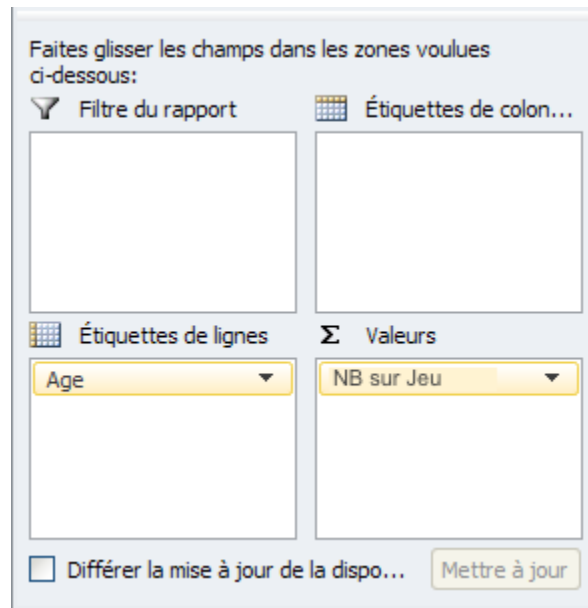 Faites glisser les champs dans les zones voulues
ci-dessous:
Filtre du rapport
Étiquettes de colon...
Étiquettes de lignes
Σ Valeurs
Age
NB sur Jeu
Différer la mise à jour de la dispo...
Mettre à jour